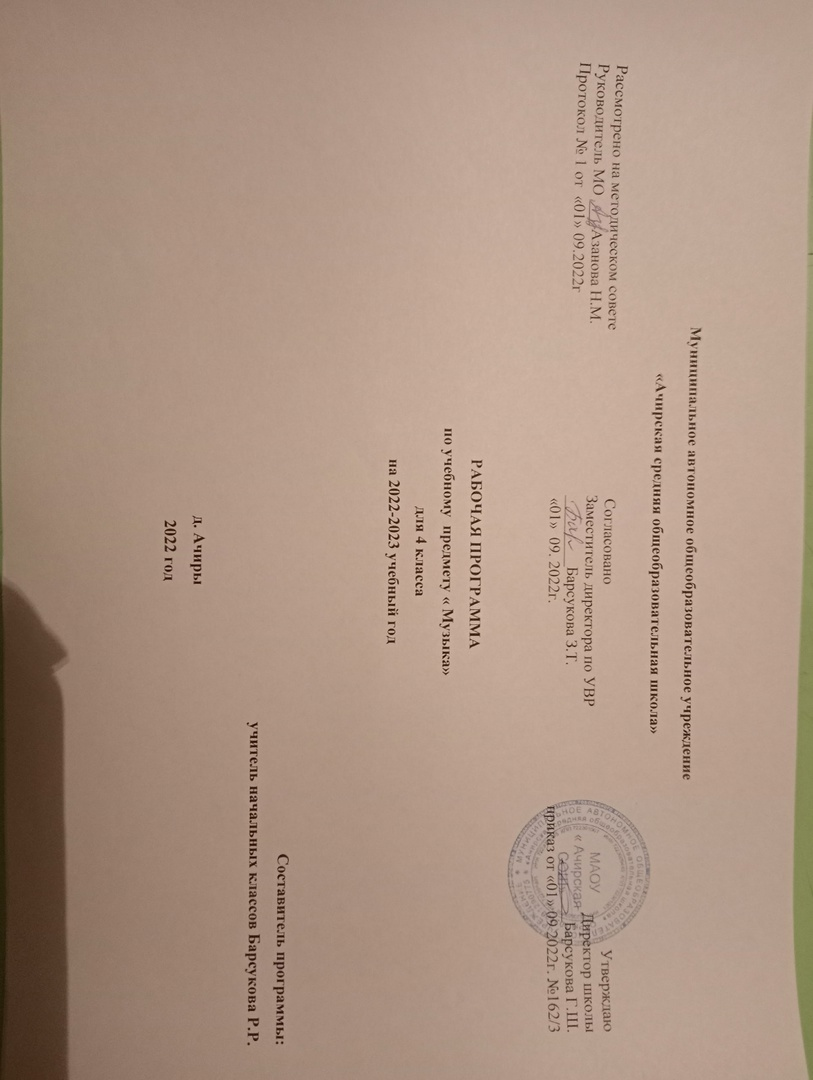 Муниципальное автономное общеобразовательное учреждение
«Ачирская средняя общеобразовательная школа»
Рассмотрено на методическом совете
Руководитель МО Азанова Н.М.
Протокол № 1 от «01» 09.2022г
Согласовано
Заместитель директора по УВР
Барсукова З.Т.
«01» 09. 2022г.
Утверждаю
Директор школы
Барсукова Г.Ш.
приказ от «01» 09.2022г. №162/3
МАОУ
« Ачирская
РАБОЧАЯ ПРОГРАММА
по учебному предмету « Музыка»
для 4 класса
на 2022-2023 учебный год
Составитель программы:
учитель начальных классов Барсукова Р.Р.
д. Ачиры
2022 год